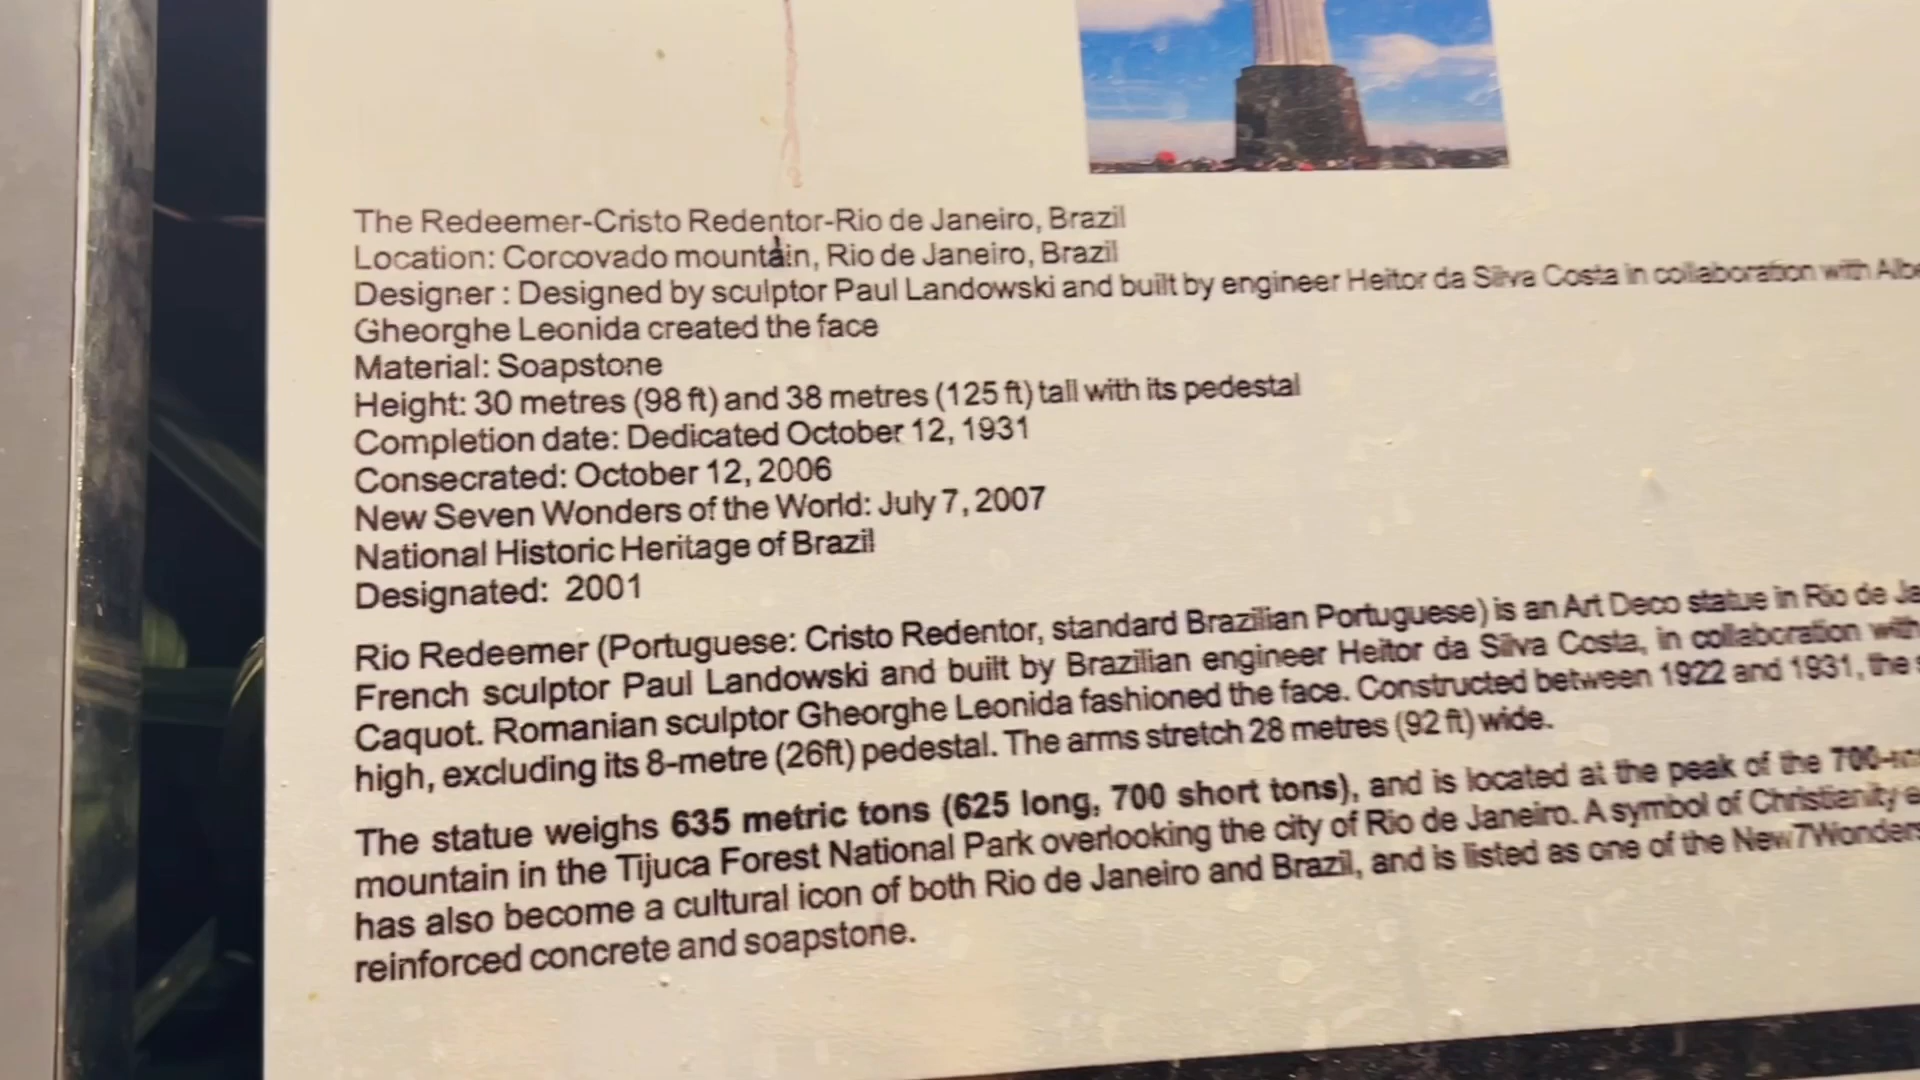 The Redeemer-Cristo Redentor-Rio de Janeiro, Brazil
Location: Corcovado mountain, Rio de Janeiro, Brazil
Designer : Designed by sculptor Paul Landowski and built by engineer Heitor da Silva Costa in collaboration with
Gheorghe Leonida created the face
Material: Soapstone
Height: 30 metres (98 ft) and 38 metres (125 ft) tall with its pedestal
Completion date: Dedicated October 12, 1931
Consecrated: October 12, 2006
New Seven Wonders of the World: July 7, 2007
National Historic Heritage of Brazil
Designated: 2001
Rio Redeemer (Portuguese: Cristo Redentor, standard Brazilian Portuguese) is an Art Deco statue in Rio de
French sculptor Paul Landowski and built by Brazilian engineer Heitor da Silva Costa, in collaboration with
Caquot. Romanian sculptor Gheorghe Leonida fashioned the face. Constructed between 1922 and 1931, the
high, excluding its 8-metre (26ft) pedestal. The arms stretch 28 metres (92 ft) wide.
The statue weighs 635 metric tons (625 long, 700 short tons), and is located at the peak of the
mountain in the Tijuca Forest National Park overlooking the city of Rio de Janeiro. A symbol of Christianity
has also become a cultural icon of both Rio de Janeiro and Brazil, and is listed as one of the New7Wonders
reinforced concrete and soapstone.